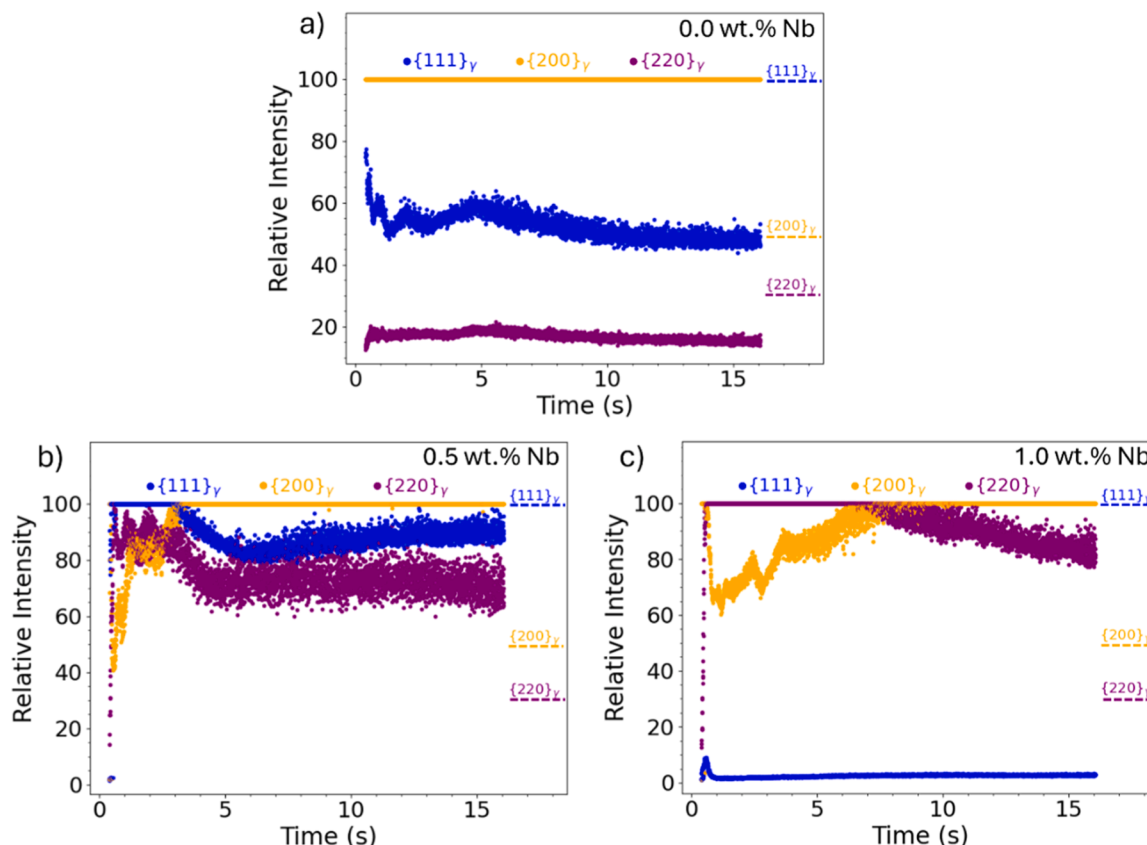 a)
0.0 wt.% Nb
{111}γ {200}γ {220}γ
{111}γ
{200}γ
{220}γ
100
80
60
40
20
Relative Intensity
0 5 10 15
Time (s)
b)
0.5 wt.% Nb
{111}γ {200}γ {220}γ
{111}γ
{200}γ
{220}γ
100
80
60
40
20
0
Relative Intensity
0 5 10 15
Time (s)
c)
1.0 wt.% Nb
{111}γ {200}γ {220}γ
{111}γ
{200}γ
{220}γ
100
80
60
40
20
0
Relative Intensity
0 5 10 15
Time (s)